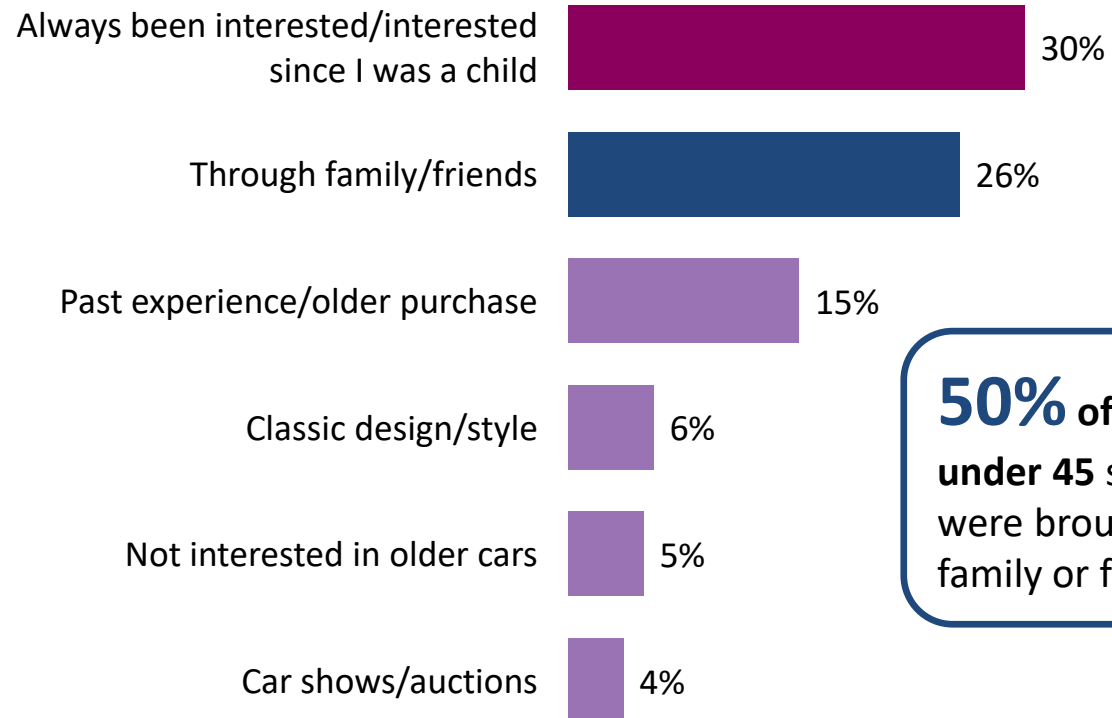 Always been interested/interested
since I was a child
30%
Through family/friends
26%
Past experience/older purchase
15%
Classic design/style
6%
Not interested in older cars
5%
Car shows/auctions
4%
50% of
under 45
were
family or